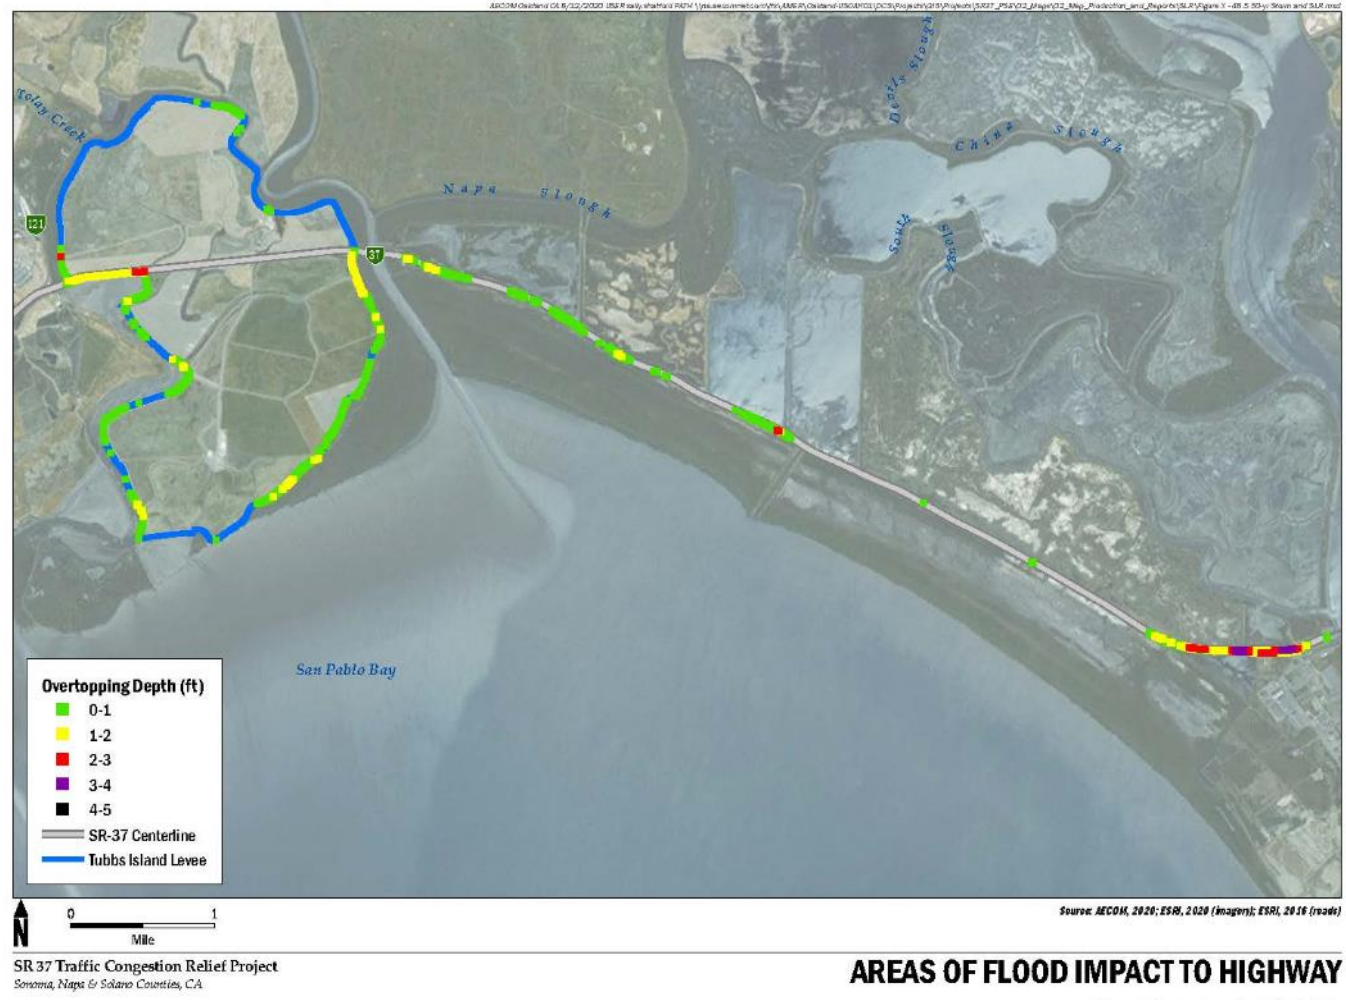 Napa Slough
Devils Slough
China Slough
South Slough
121
37
San Pablo Bay
Overtopping Depth (ft)
0-1
1-2
2-3
3-4
4-5
SR-37 Centerline
Tubbs Island Levee
N
0 1
Mile
Source: AECOM, 2020; ESRI, 2020 (imagery); ESRI, 2016 (roads)
SR 37 Traffic Congestion Relief Project
Sonoma, Napa & Solano Counties, CA
AREAS OF FLOOD IMPACT TO HIGHWAY